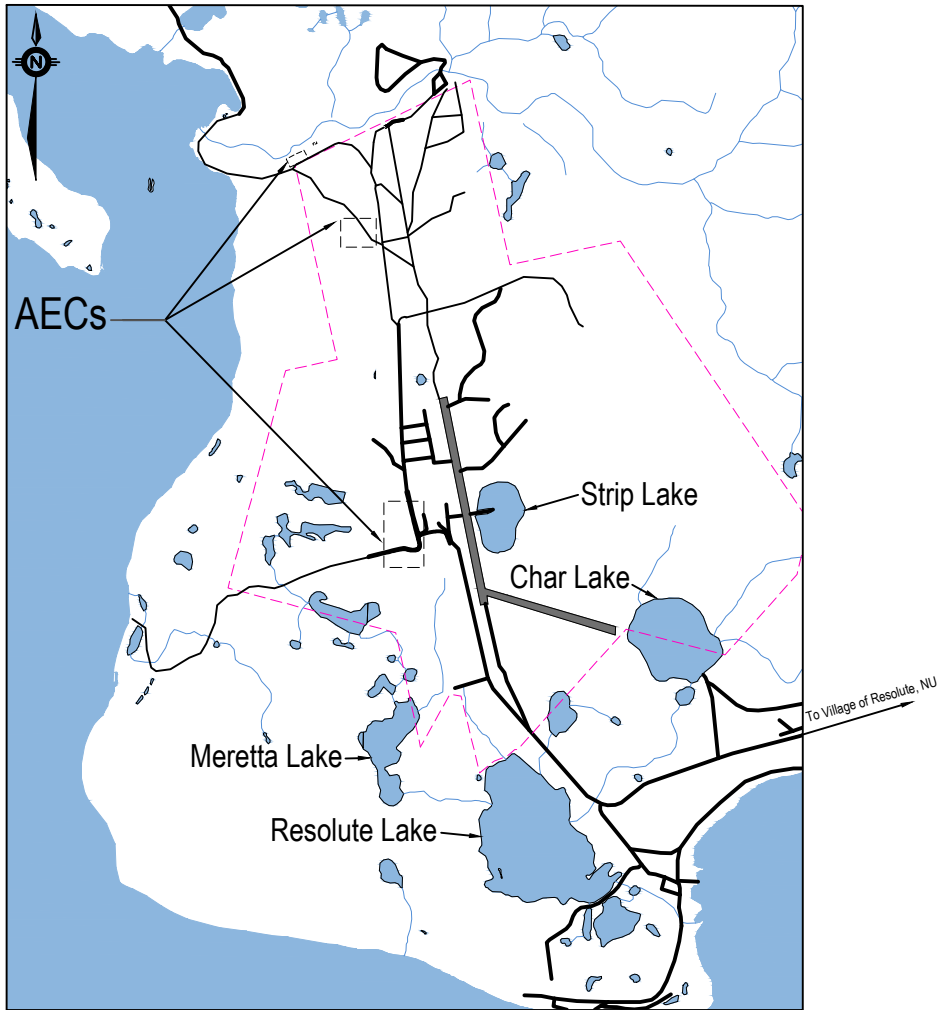 N
AECs
Strip Lake
Char Lake
To Village of Resolute, NU
Meretta Lake
Resolute Lake